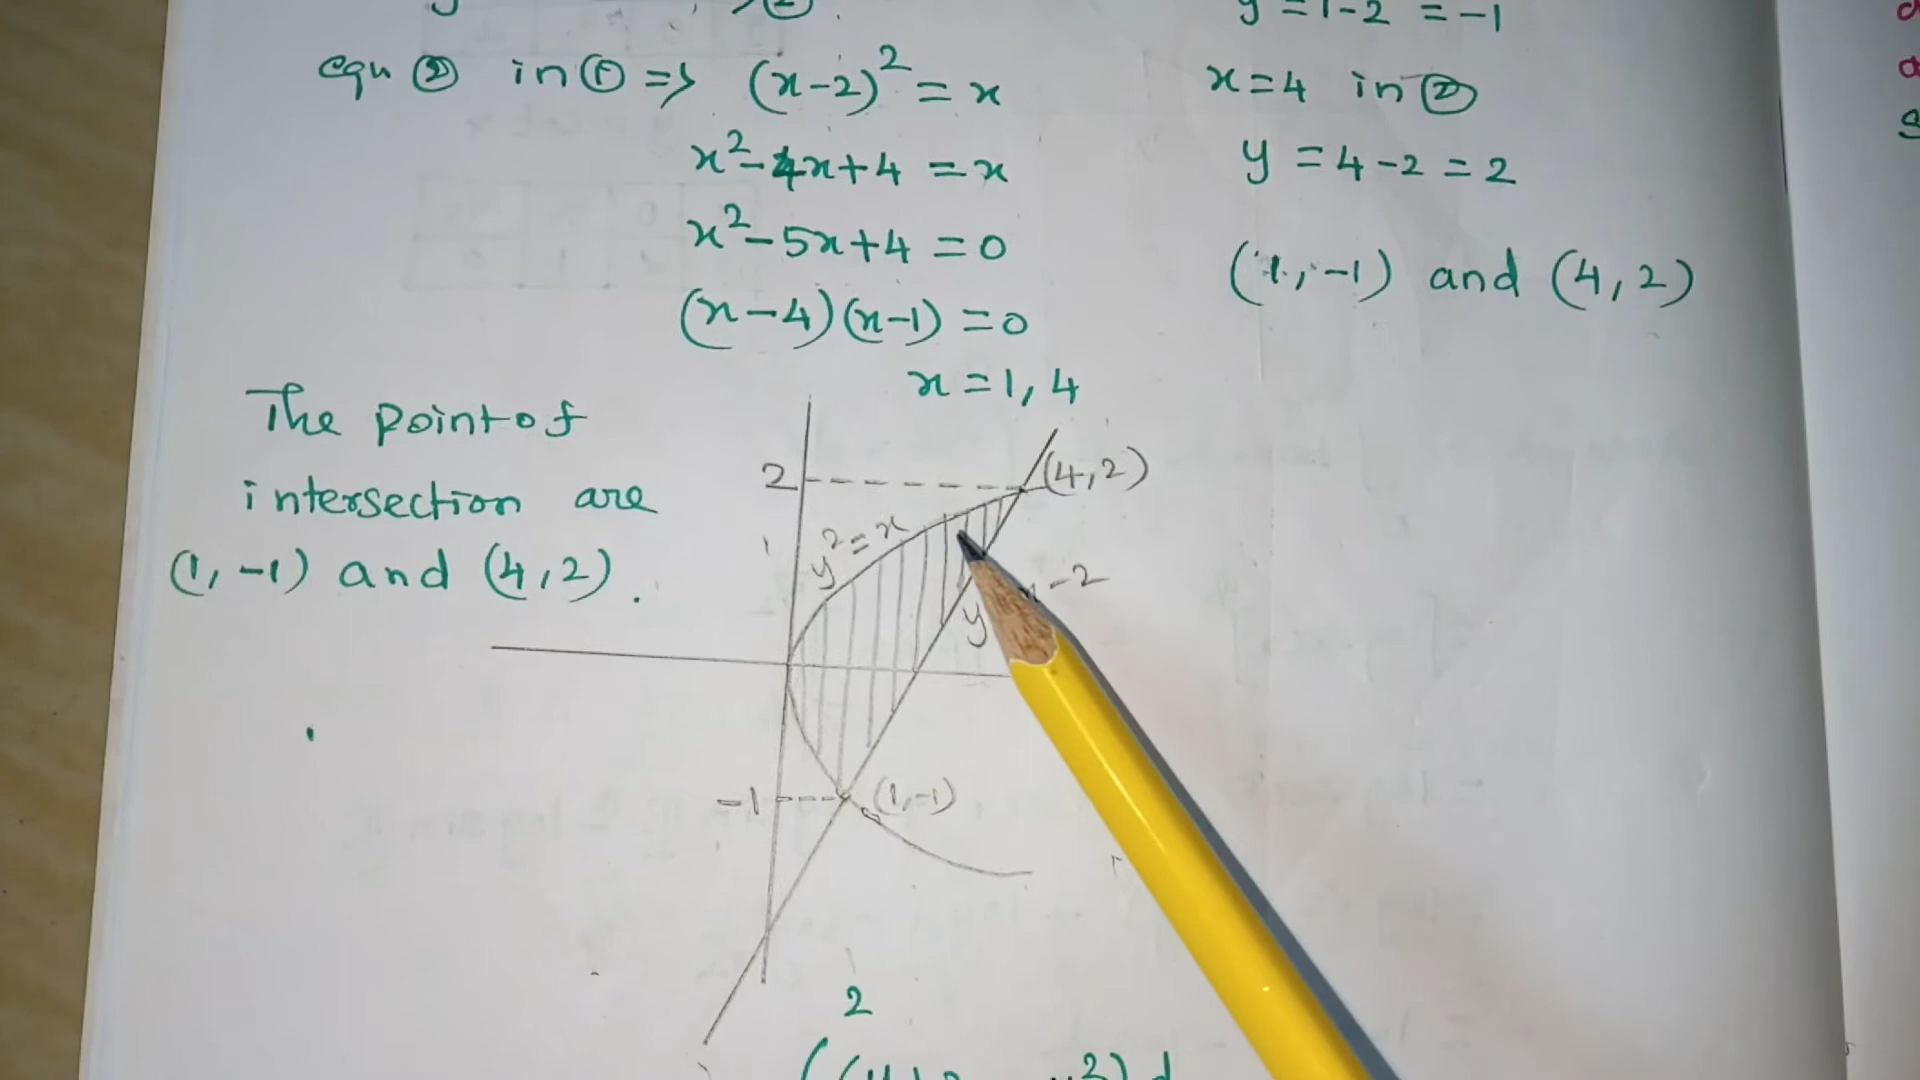 y = 1-2 = -1
equ ② in ① => (x-2)² = x
x² - 4x + 4 = x
x² - 5x + 4 = 0
(x-4)(x-1) = 0
x = 1, 4
x = 4 in ②
y = 4-2 = 2
(1, -1) and (4, 2)
The point of
intersection are
(1, -1) and (4, 2).
2
(4, 2)
y² = x
y
x-2
-1
(1, -1)
2